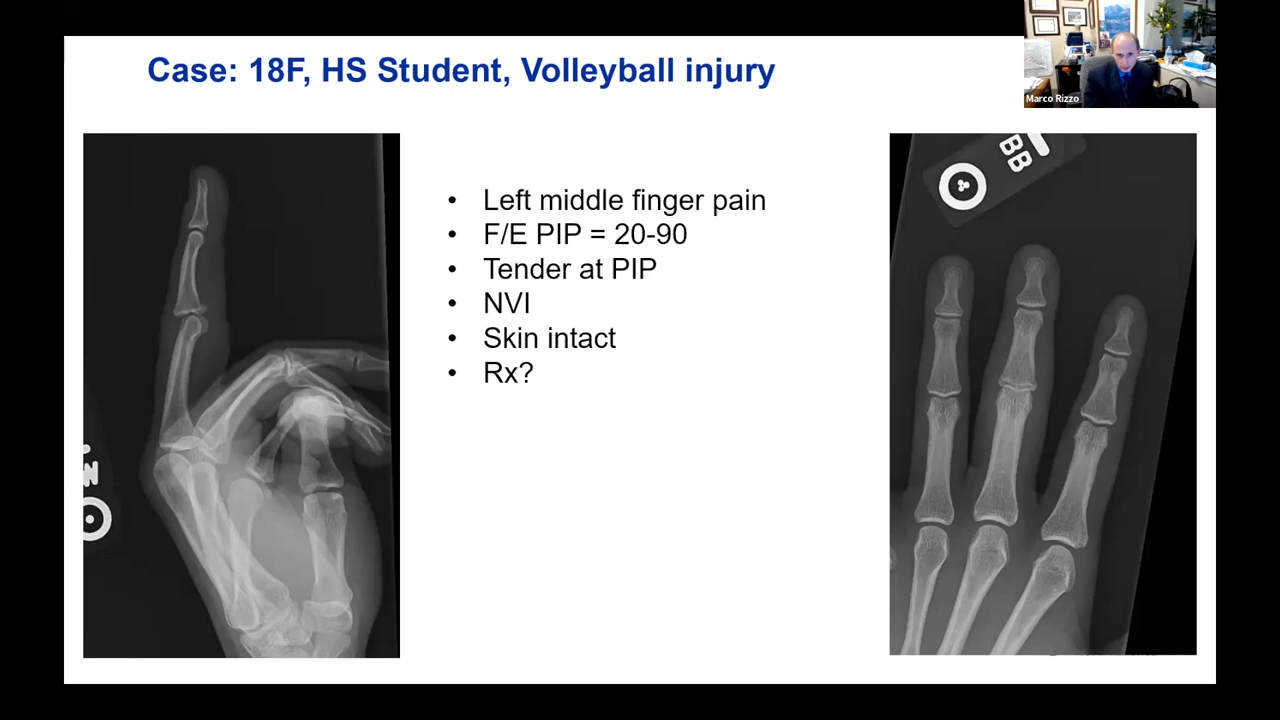 Case: 18F, HS Student, Volleyball injury
Marco Rizzo
• Left middle finger pain
• F/E PIP = 20-90
• Tender at PIP
• NVI
• Skin intact
• Rx?
BB